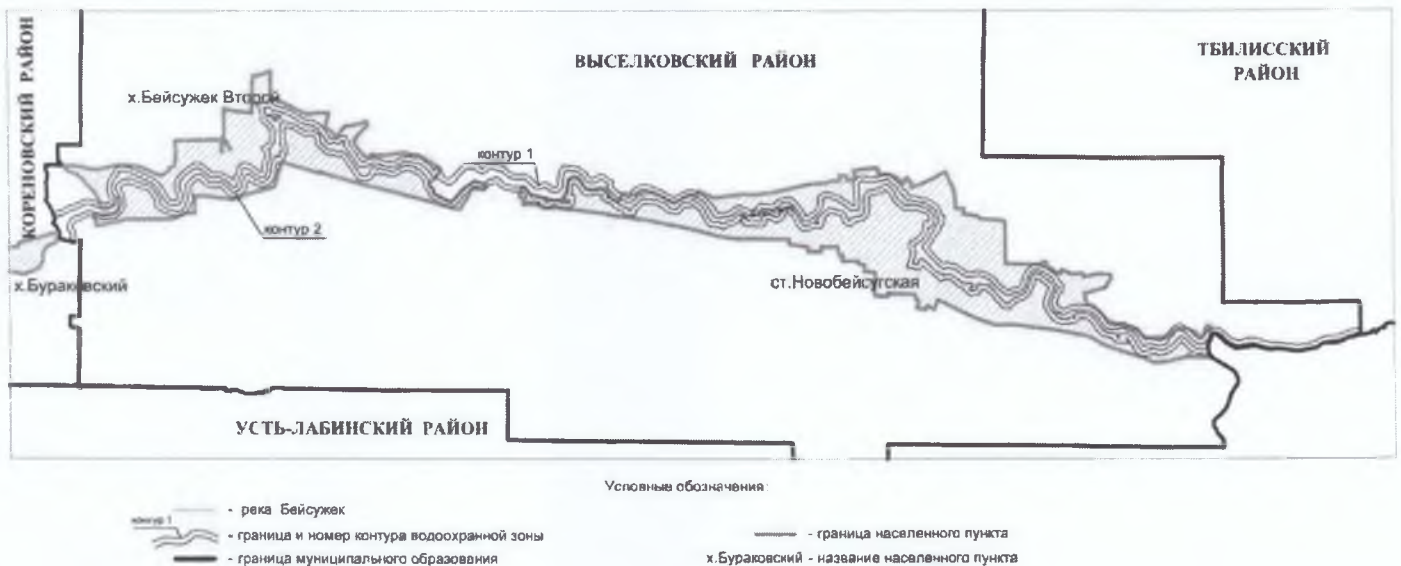 КОРЕНОВСКИЙ РАЙОН
ВЫСЕЛКОВСКИЙ РАЙОН
ТБИЛИССКИЙ
РАЙОН
х.Бейсужек Второй
контур 1
контур 2
х.Бураковский
ст.Новобейсугская
УСТЬ-ЛАБИНСКИЙ РАЙОН
Условные обозначения:
- река Бейсужек
контур 1
- граница и номер контура водоохранной зоны
- граница муниципального образования
- граница населенного пункта
х.Бураковский - название населенного пункта